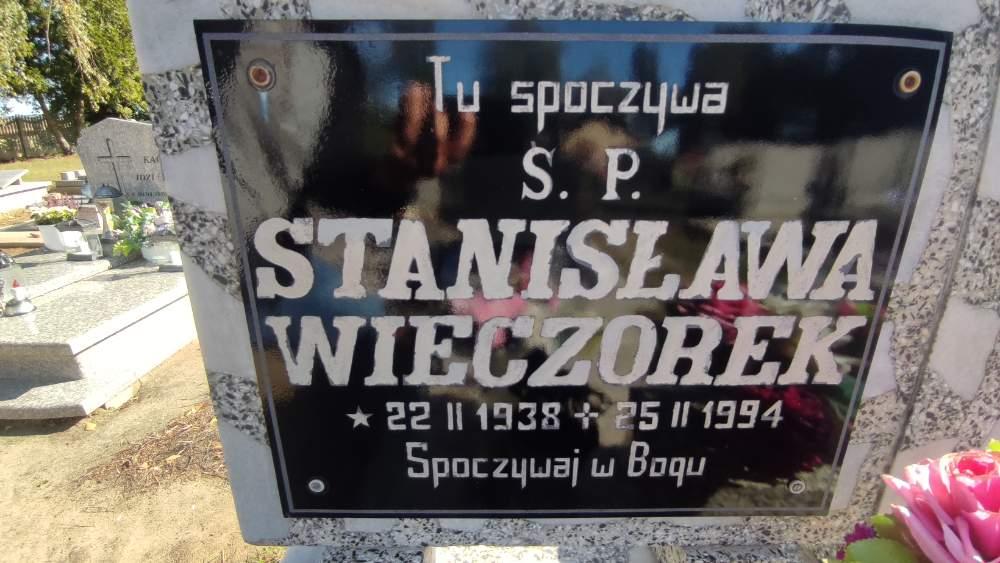 Tu spoczywa
Ś. P.
STANISŁAWA
WIECZOREK
★ 22 II 1938 + 25 II 1994
Spoczywaj w Bogu